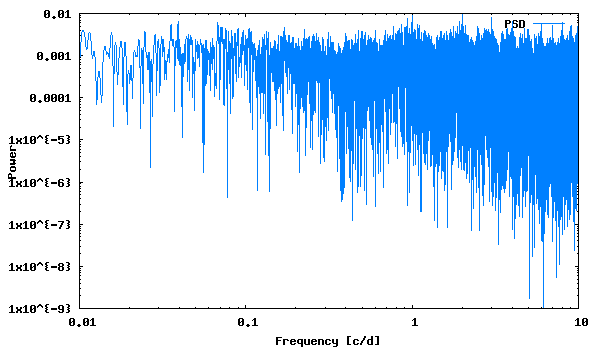 0.01
PSD
0.001
0.0001
1x10^{-5}
1x10^{-6}
1x10^{-7}
1x10^{-8}
1x10^{-9}
Power
0.01
0.1
1
10
Frequency [c/d]